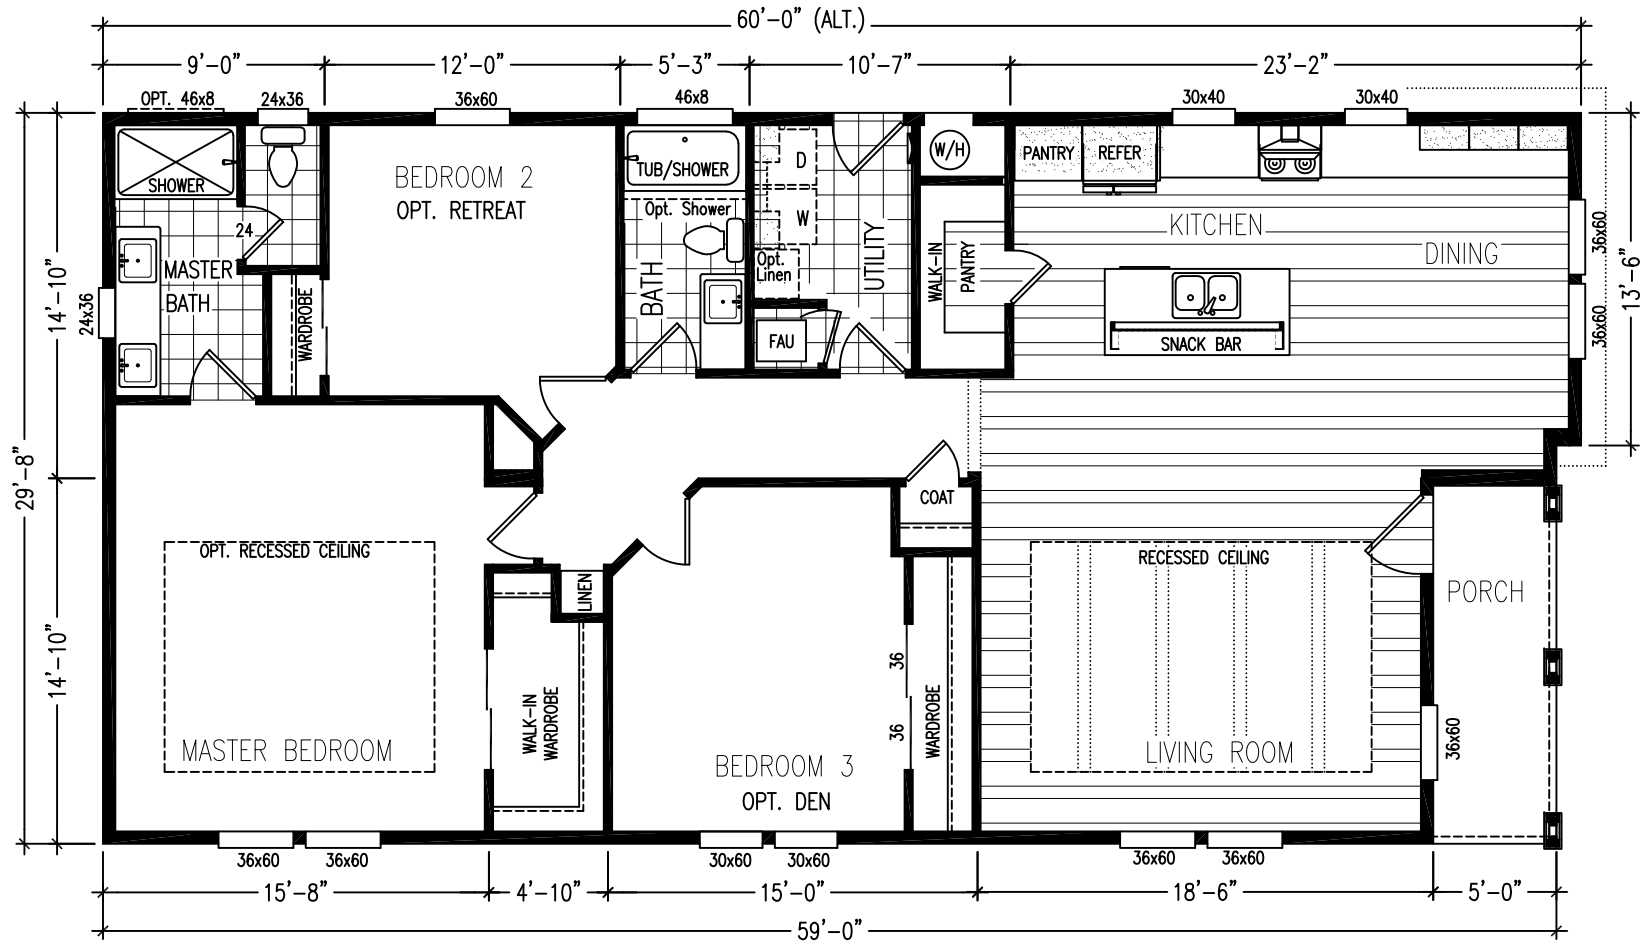 60'-0" (ALT.)
9'-0"
12'-0"
5'-3"
10'-7"
23'-2"
OPT. 46x8
24x36
36x60
46x8
30x40
30x40
SHOWER
BEDROOM 2
OPT. RETREAT
TUB/SHOWER
Opt. Shower
D
W
Opt.
Linen
UTILITY
W/H
PANTRY
REFER
KITCHEN
DINING
36x60
36x60
13'-6"
24
MASTER
BATH
WARDROBE
BATH
FAU
WALK-IN
PANTRY
SNACK BAR
24x36
14'-10"
29'-8"
COAT
OPT. RECESSED CEILING
RECESSED CEILING
PORCH
LINEN
14'-10"
WALK-IN
WARDROBE
36
36
WARDROBE
MASTER BEDROOM
BEDROOM 3
OPT. DEN
LIVING ROOM
36x60
36x60
36x60
30x60
30x60
36x60
36x60
15'-8"
4'-10"
15'-0"
18'-6"
5'-0"
59'-0"